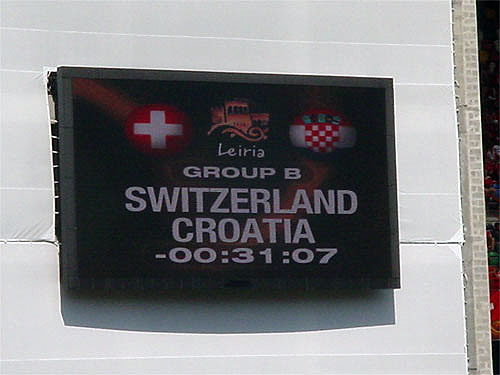 Leiria
GROUP B
SWITZERLAND
CROATIA
-00:31:07